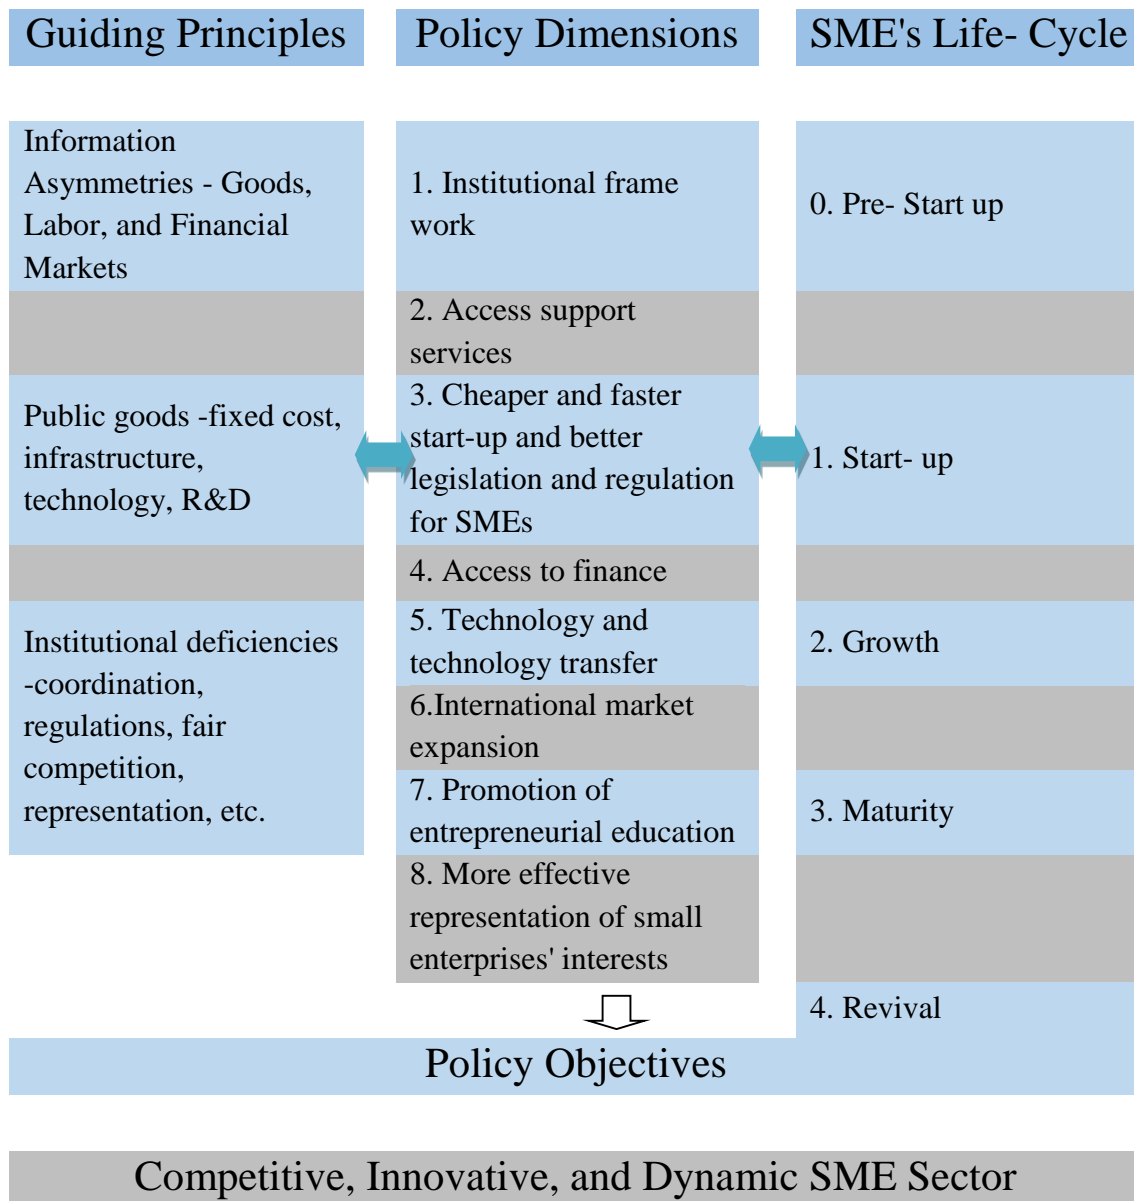 Guiding Principles
Policy Dimensions
SME's Life- Cycle
Information
Asymmetries - Goods,
Labor, and Financial
Markets
1. Institutional frame
work
0. Pre- Start up
2. Access support
services
Public goods -fixed cost,
infrastructure,
technology, R&D
3. Cheaper and faster
start-up and better
legislation and regulation
for SMEs
1. Start- up
4. Access to finance
Institutional deficiencies
-coordination,
regulations, fair
competition,
representation, etc.
5. Technology and
technology transfer
2. Growth
6.International market
expansion
7. Promotion of
entrepreneurial education
3. Maturity
8. More effective
representation of small
enterprises' interests
4. Revival
Policy Objectives
Competitive, Innovative, and Dynamic SME Sector